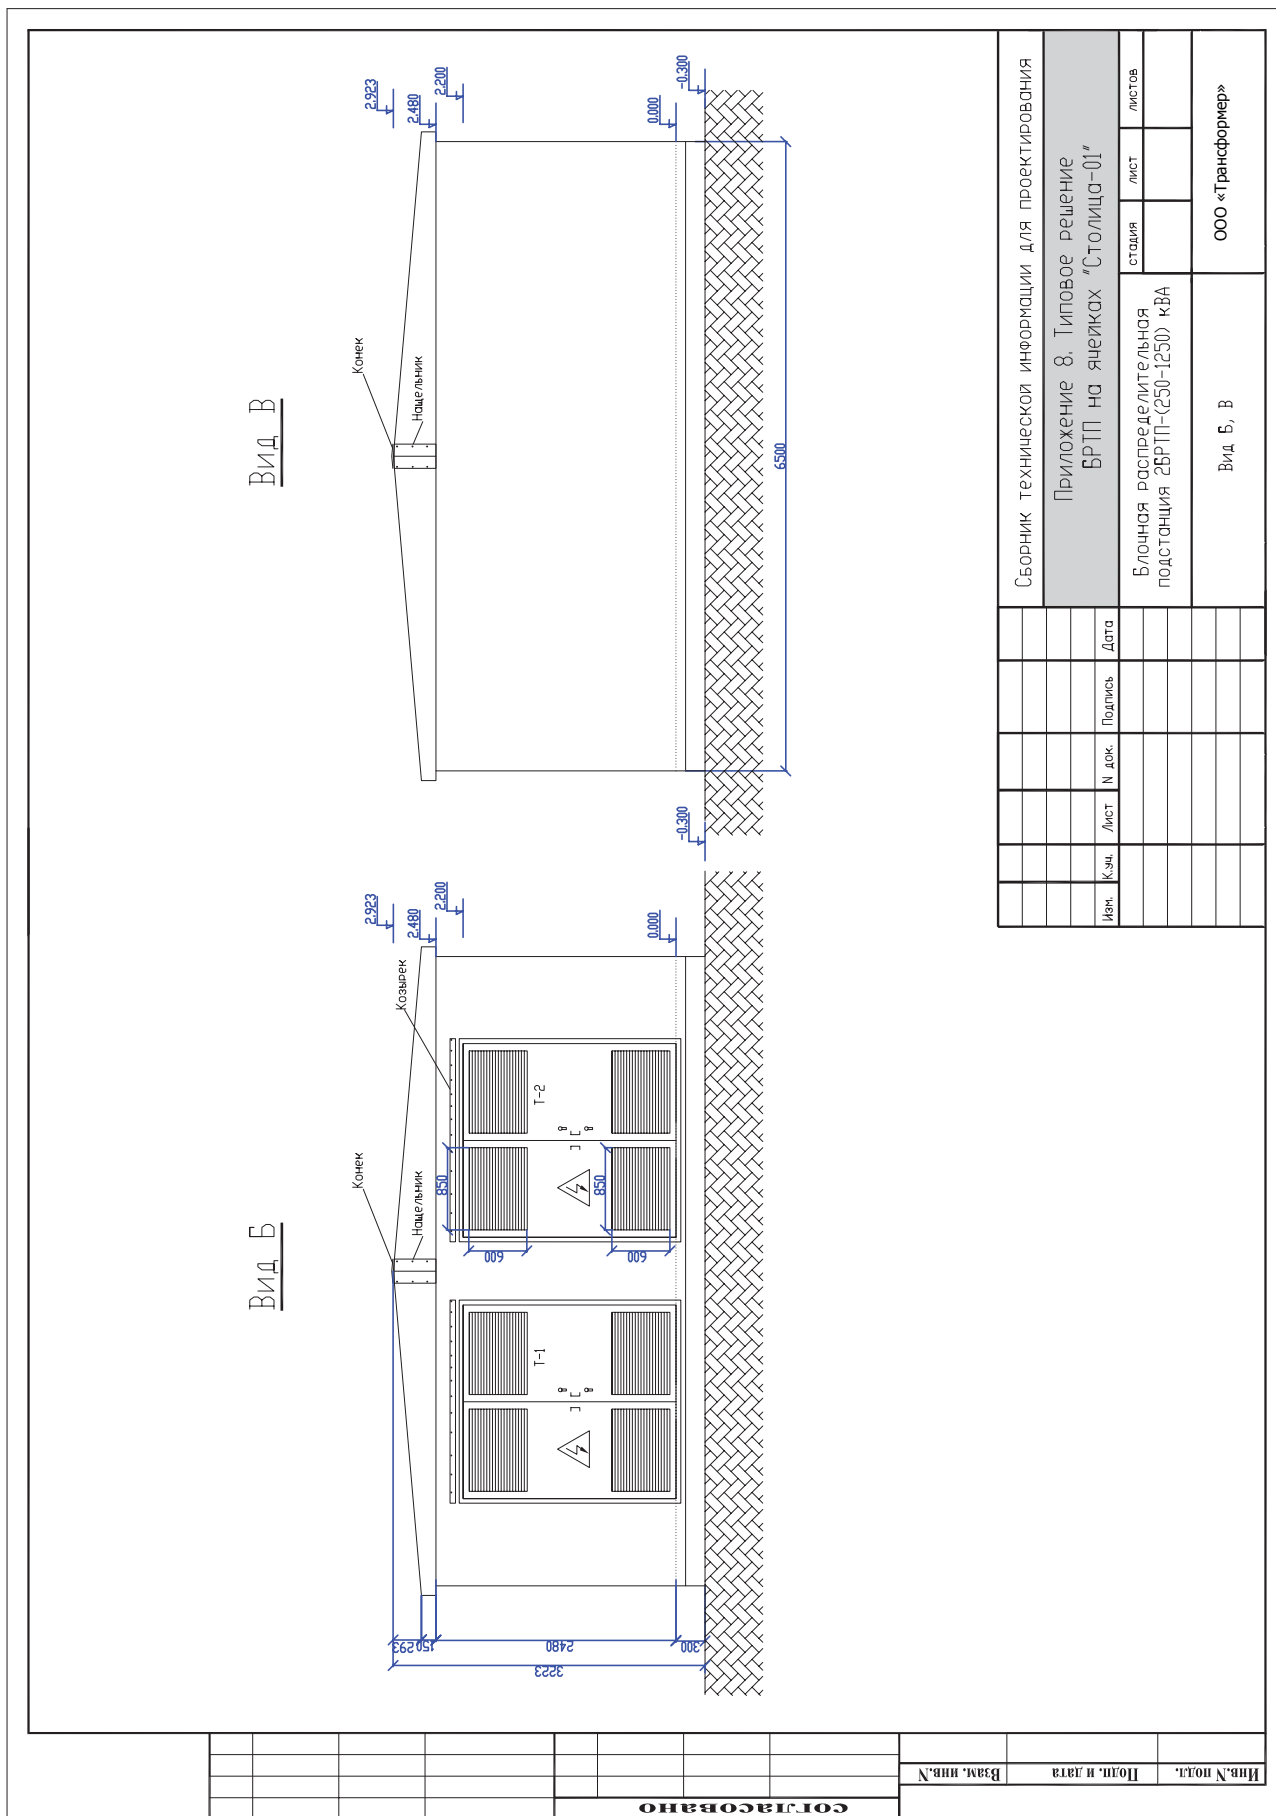 Вид Б
Конек
Нащельник
Козырек
2.923
2.480
2.200
0.000
-0.300
Т-1
Т-2
850
850
600
600
293
150
2480
300
3223
Вид В
Конек
Нащельник
2.923
2.480
2.200
0.000
-0.300
6500
Сборник технической информации для проектирования
Приложение 8. Типовое решение
БРТП на ячейках "Столица-01"
Изм.
К.уч.
Лист
N док.
Подпись
Дата
Блочная распределительная
подстанция 2БРТП-(250-1250) кВА
стадия
лист
листов
Вид Б, В
ООО «Трансформер»
согласовано
Взам. инв.N
Подп. и дата
Инв.N подл.